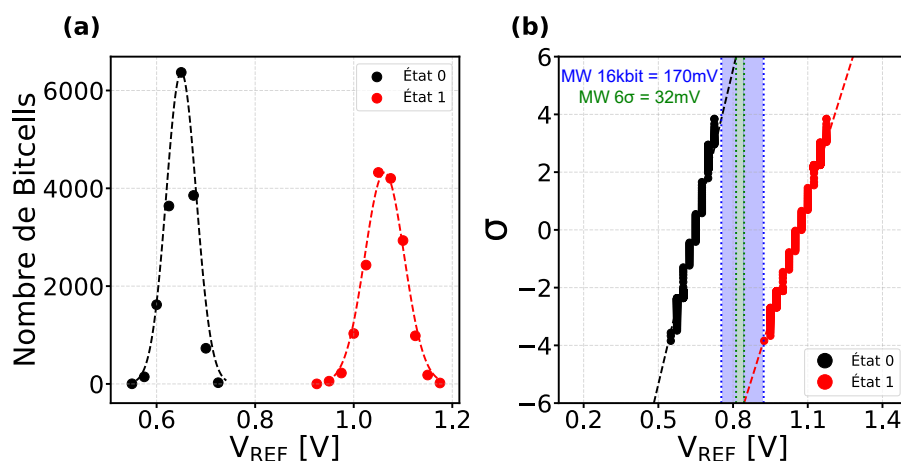 (a)
Nombre de Bitcells
6000
4000
2000
0
État 0
État 1
0.6
0.8
1.0
1.2
V_REF [V]
(b)
σ
6
4
2
0
−2
−4
−6
MW 16kbit = 170mV
MW 6σ = 32mV
État 0
État 1
0.2
0.5
0.8
1.1
1.4
V_REF [V]